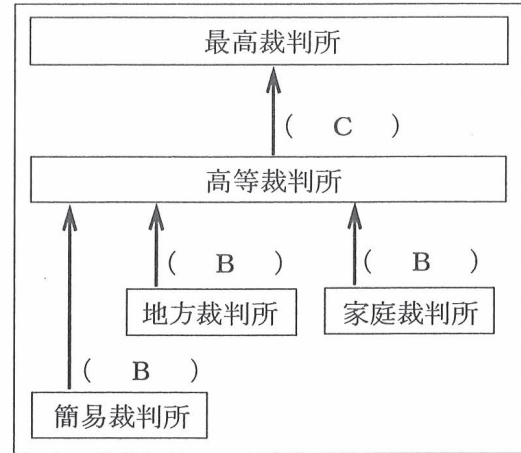 最高裁判所
( C )
高等裁判所
( B ) ( B )
地方裁判所 家庭裁判所
( B )
簡易裁判所